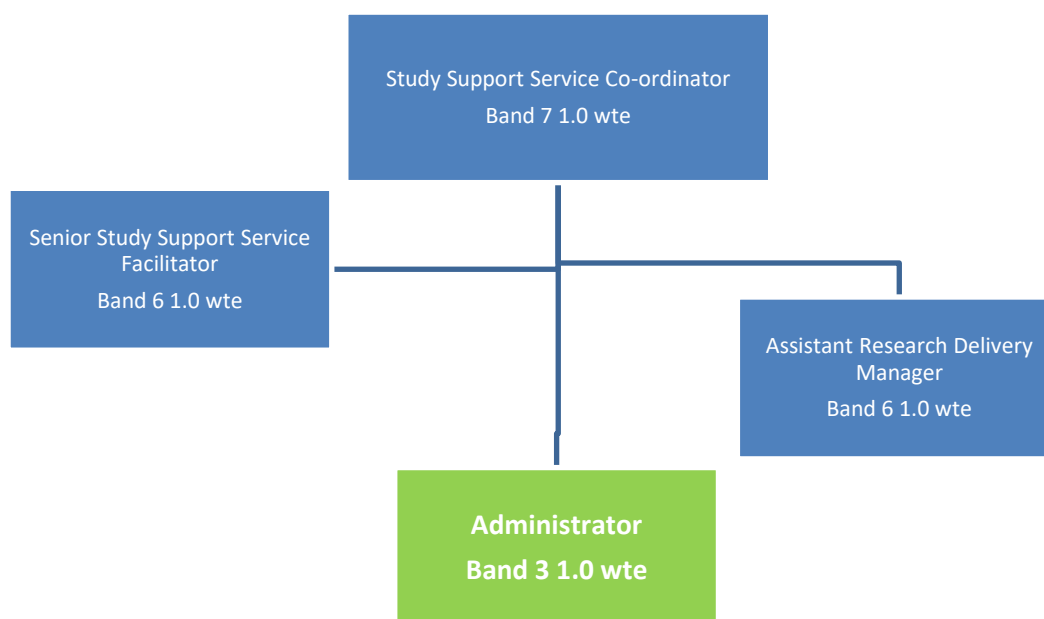 Study Support Service Co-ordinator
Band 7 1.0 wte
Senior Study Support Service
Facilitator
Band 6 1.0 wte
Assistant Research Delivery
Manager
Band 6 1.0 wte
Administrator
Band 3 1.0 wte